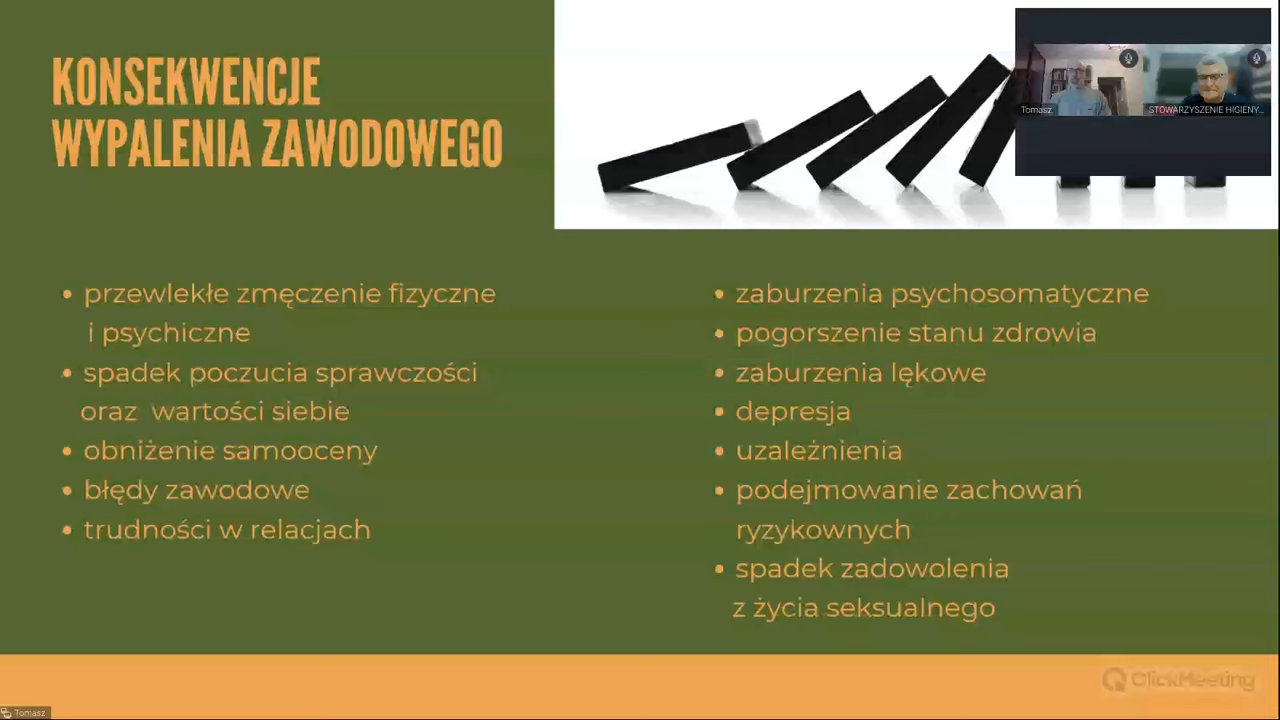 KONSEKWENCJE
WYPALENIA ZAWODOWEGO
Tomasz
STOWARZYSZENIE HIGIENY...
• przewlekłe zmęczenie fizyczne
i psychiczne
• spadek poczucia sprawczości
oraz wartości siebie
• obniżenie samooceny
• błędy zawodowe
• trudności w relacjach
• zaburzenia psychosomatyczne
• pogorszenie stanu zdrowia
• zaburzenia lękowe
• depresja
• uzależnienia
• podejmowanie zachowań
ryzykownych
• spadek zadowolenia
z życia seksualnego
ClickMeeting
Tomasz